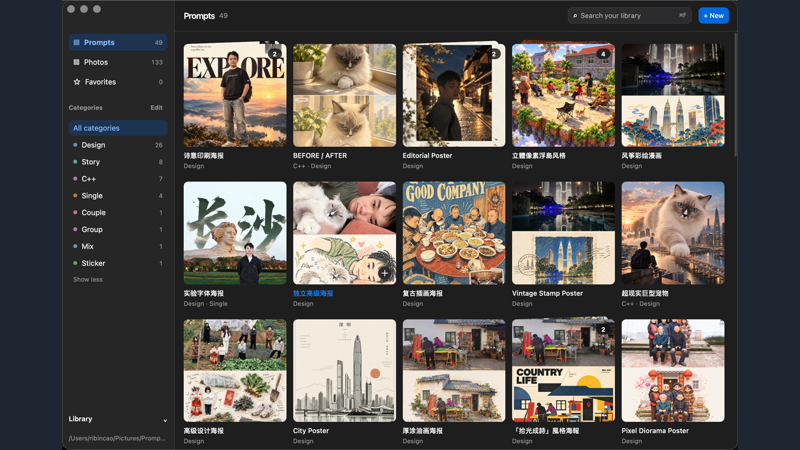 Prompts 49
Search your library ⌘F
+ New
Prompts 49
Photos 133
Favorites 0
Categories Edit
All categories
Design 26
Story 8
C++ 7
Single 4
Couple 1
Group 1
Mix 1
Sticker 1
Show less
Library
/Users/ribincao/Pictures/Promp...
EXPLORE
2
诗意印刷海报
Design
BEFORE / AFTER
C++ · Design
2
Editorial Poster
Design
4
立體像素浮島风格
Design
风筝彩绘漫画
Design
长沙
实验字体海报
Design · Single
独立高级海报
Design
GOOD COMPANY
复古插画海报
Design
Vintage Stamp Poster
Design
超现实巨型宠物
C++ · Design
高级设计海报
Design
深圳
City Poster
Design
厚涂油画海报
Design
2
COUNTRY
LIFE
「拾光成詩」風格海報
Design
Pixel Diorama Poster
Design